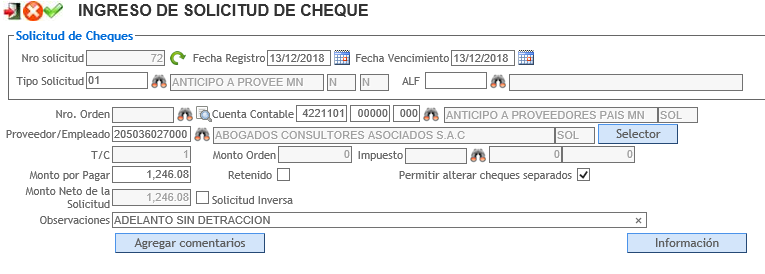 INGRESO DE SOLICITUD DE CHEQUE
Solicitud de Cheques
Nro solicitud 72 Fecha Registro 13/12/2018 Fecha Vencimiento 13/12/2018
Tipo Solicitud 01 ANTICIPO A PROVEE MN N N ALF
Nro. Orden Cuenta Contable 4221101 00000 000 ANTICIPO A PROVEEDORES PAIS MN SOL
Proveedor/Empleado 205036027000 ABOGADOS CONSULTORES ASOCIADOS S.A.C SOL Selector
T/C 1 Monto Orden 0 Impuesto 0 0
Monto por Pagar 1,246.08 Retenido Permitir alterar cheques separados
Monto Neto de la
Solicitud 1,246.08 Solicitud Inversa
Observaciones ADELANTO SIN DETRACCION ×
Agregar comentarios Información